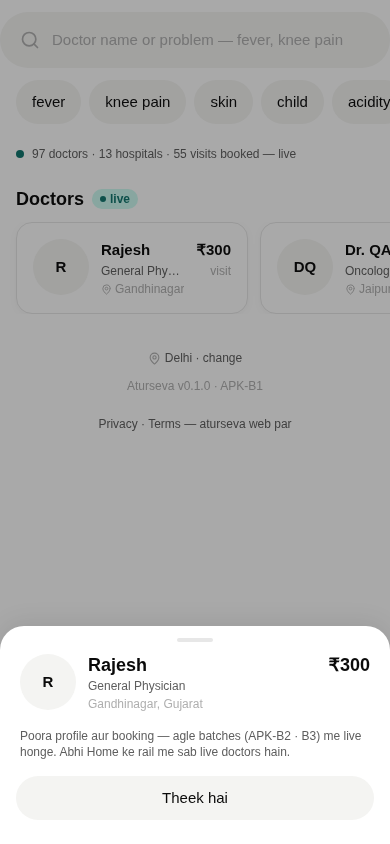 Doctor name or problem — fever, knee pain
fever knee pain skin child acidity
97 doctors · 13 hospitals · 55 visits booked — live
Doctors live
R Rajesh ₹300
General Phy… visit
Gandhinagar
DQ Dr. QA
Oncolog
Jaipur
Delhi · change
Aturseva v0.1.0 · APK-B1
Privacy · Terms — aturseva web par
R Rajesh ₹300
General Physician
Gandhinagar, Gujarat
Poora profile aur booking — agle batches (APK-B2 · B3) me live
honge. Abhi Home ke rail me sab live doctors hain.
Theek hai